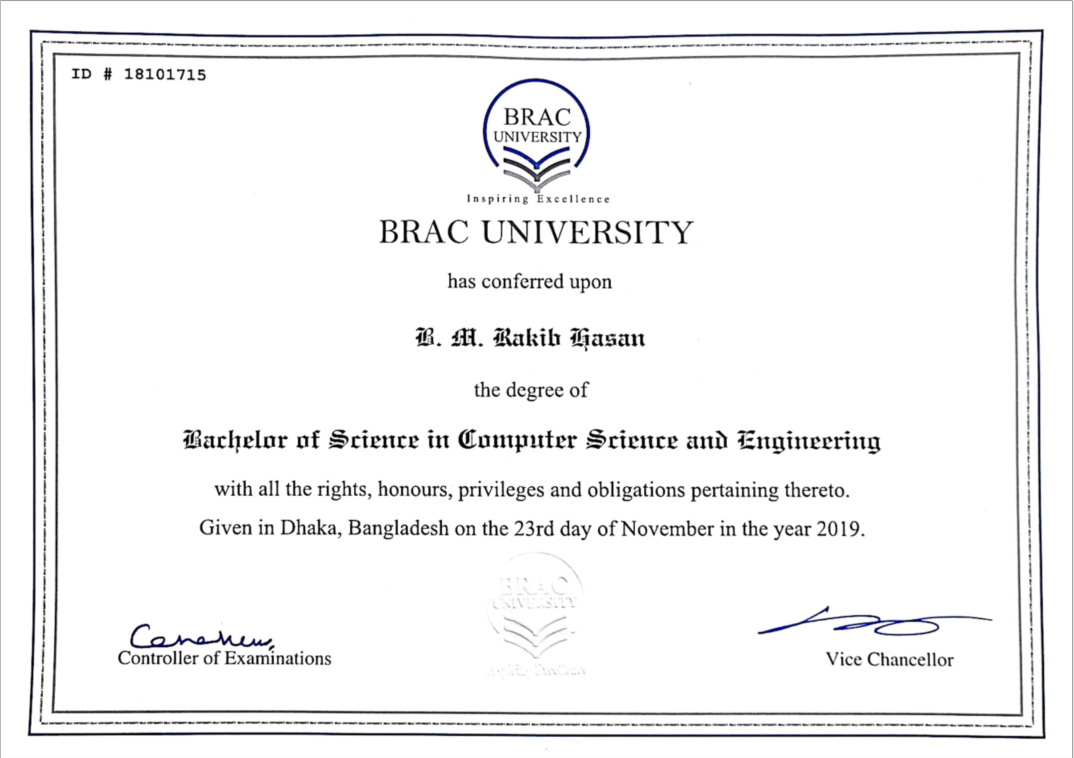 ID # 18101715
BRAC
UNIVERSITY
Inspiring Excellence
BRAC UNIVERSITY
has conferred upon
B. M. Rakib Hasan
the degree of
Bachelor of Science in Computer Science and Engineering
with all the rights, honours, privileges and obligations pertaining thereto.
Given in Dhaka, Bangladesh on the 23rd day of November in the year 2019.
BRAC
UNIVERSITY
Inspiring Excellence
Controller of Examinations
Vice Chancellor